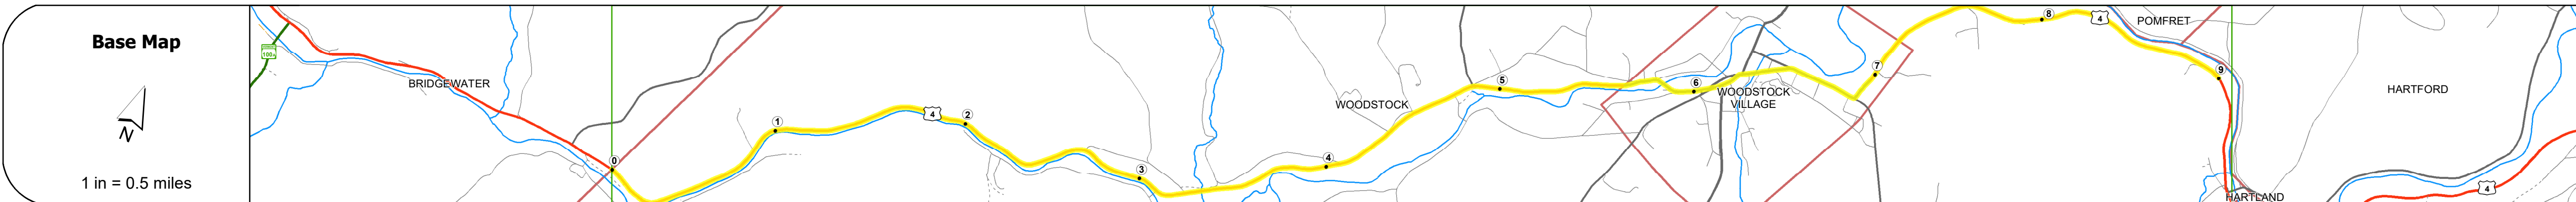 Base Map
N
1 in = 0.5 miles
100
BRIDGEWATER
0
1
4
2
3
4
WOODSTOCK
5
6
WOODSTOCK
VILLAGE
7
8
4
POMFRET
9
HARTFORD
HARTLAND
4